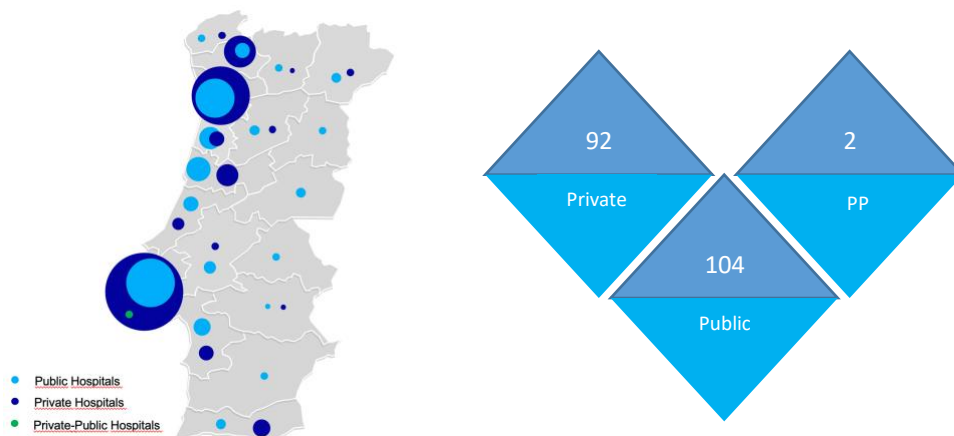 92
Private
2
PP
104
Public
Public Hospitals
Private Hospitals
Private-Public Hospitals